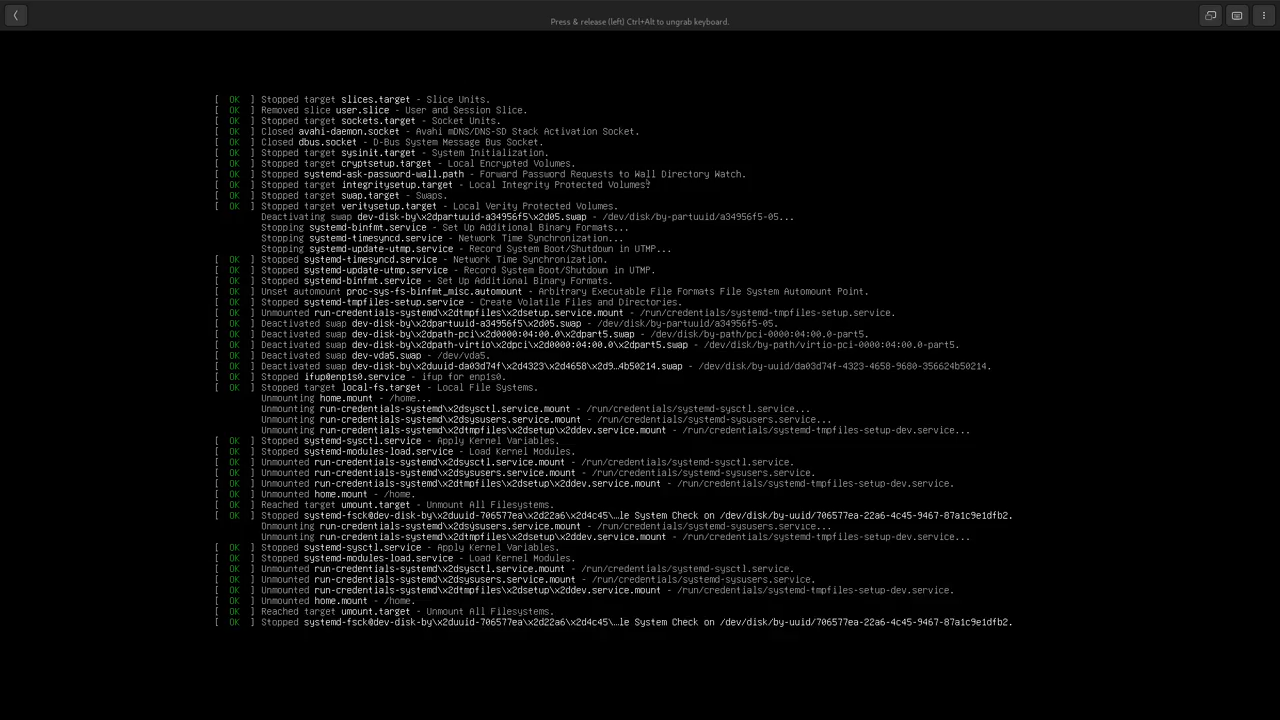 Press & release (left) Ctrl+Alt to ungrab keyboard.
[  OK  ] Stopped target slices.target - Slice Units.
[  OK  ] Removed slice user.slice - User and Session Slice.
[  OK  ] Stopped target sockets.target - Socket Units.
[  OK  ] Closed avahi-daemon.socket - Avahi mDNS/DNS-SD Stack Activation Socket.
[  OK  ] Closed dbus.socket - D-Bus System Message Bus Socket.
[  OK  ] Stopped target sysinit.target - System Initialization.
[  OK  ] Stopped target cryptsetup.target - Local Encrypted Volumes.
[  OK  ] Stopped systemd-ask-password-wall.path - Forward Password Requests to Wall Directory Watch.
[  OK  ] Stopped target integritysetup.target - Local Integrity Protected Volumes.
[  OK  ] Stopped target swap.target - Swaps.
[  OK  ] Stopped target veritysetup.target - Local Verity Protected Volumes.
Deactivating swap dev-disk-by\x2dpartuuid-a34956f5\x2d05.swap - /dev/disk/by-partuuid/a34956f5-05...
Stopping systemd-binfmt.service - Set Up Additional Binary Formats...
Stopping systemd-timesyncd.service - Network Time Synchronization...
Stopping systemd-update-utmp.service - Record System Boot/Shutdown in UTMP...
[  OK  ] Stopped systemd-timesyncd.service - Network Time Synchronization.
[  OK  ] Stopped systemd-update-utmp.service - Record System Boot/Shutdown in UTMP.
[  OK  ] Stopped systemd-binfmt.service - Set Up Additional Binary Formats.
[  OK  ] Unset automount proc-sys-fs-binfmt_misc.automount - Arbitrary Executable File Formats File System Automount Point.
[  OK  ] Stopped systemd-tmpfiles-setup.service - Create Volatile Files and Directories.
[  OK  ] Unmounted run-credentials-systemd\x2dtmpfiles\x2dsetup.service.mount - /run/credentials/systemd-tmpfiles-setup.service.
[  OK  ] Deactivated swap dev-disk-by\x2dpartuuid-a34956f5\x2d05.swap - /dev/disk/by-partuuid/a34956f5-05.
[  OK  ] Deactivated swap dev-disk-by\x2dpath-pci\x2d0000:04:00.0\x2dpart5.swap - /dev/disk/by-path/pci-0000:04:00.0-part5.
[  OK  ] Deactivated swap dev-disk-by\x2dpath-virtio\x2dpci\x2d0000:04:00.0\x2dpart5.swap - /dev/disk/by-path/virtio-pci-0000:04:00.0-part5.
[  OK  ] Deactivated swap dev-vda5.swap - /dev/vda5.
[  OK  ] Deactivated swap dev-disk-by\x2duuid-da03d74f\x2d4323\x2d4658\x2d9…4b50214.swap - /dev/disk/by-uuid/da03d74f-4323-4658-9680-356624b50214.
[  OK  ] Stopped ifup@enp1s0.service - ifup for enp1s0.
[  OK  ] Stopped target local-fs.target - Local File Systems.
Unmounting home.mount - /home...
Unmounting run-credentials-systemd\x2dsysctl.service.mount - /run/credentials/systemd-sysctl.service...
Unmounting run-credentials-systemd\x2dsysusers.service.mount - /run/credentials/systemd-sysusers.service...
Unmounting run-credentials-systemd\x2dtmpfiles\x2dsetup\x2ddev.service.mount - /run/credentials/systemd-tmpfiles-setup-dev.service...
[  OK  ] Stopped systemd-sysctl.service - Apply Kernel Variables.
[  OK  ] Stopped systemd-modules-load.service - Load Kernel Modules.
[  OK  ] Unmounted run-credentials-systemd\x2dsysctl.service.mount - /run/credentials/systemd-sysctl.service.
[  OK  ] Unmounted run-credentials-systemd\x2dsysusers.service.mount - /run/credentials/systemd-sysusers.service.
[  OK  ] Unmounted run-credentials-systemd\x2dtmpfiles\x2dsetup\x2ddev.service.mount - /run/credentials/systemd-tmpfiles-setup-dev.service.
[  OK  ] Unmounted home.mount - /home.
[  OK  ] Reached target umount.target - Unmount All Filesystems.
[  OK  ] Stopped systemd-fsck@dev-disk-by\x2duuid-706577ea\x2d22a6\x2d4c45\…le System Check on /dev/disk/by-uuid/706577ea-22a6-4c45-9467-87a1c9e1dfb2.
Unmounting run-credentials-systemd\x2dsysusers.service.mount - /run/credentials/systemd-sysusers.service...
Unmounting run-credentials-systemd\x2dtmpfiles\x2dsetup\x2ddev.service.mount - /run/credentials/systemd-tmpfiles-setup-dev.service...
[  OK  ] Stopped systemd-sysctl.service - Apply Kernel Variables.
[  OK  ] Stopped systemd-modules-load.service - Load Kernel Modules.
[  OK  ] Unmounted run-credentials-systemd\x2dsysctl.service.mount - /run/credentials/systemd-sysctl.service.
[  OK  ] Unmounted run-credentials-systemd\x2dsysusers.service.mount - /run/credentials/systemd-sysusers.service.
[  OK  ] Unmounted run-credentials-systemd\x2dtmpfiles\x2dsetup\x2ddev.service.mount - /run/credentials/systemd-tmpfiles-setup-dev.service.
[  OK  ] Unmounted home.mount - /home.
[  OK  ] Reached target umount.target - Unmount All Filesystems.
[  OK  ] Stopped systemd-fsck@dev-disk-by\x2duuid-706577ea\x2d22a6\x2d4c45\…le System Check on /dev/disk/by-uuid/706577ea-22a6-4c45-9467-87a1c9e1dfb2.